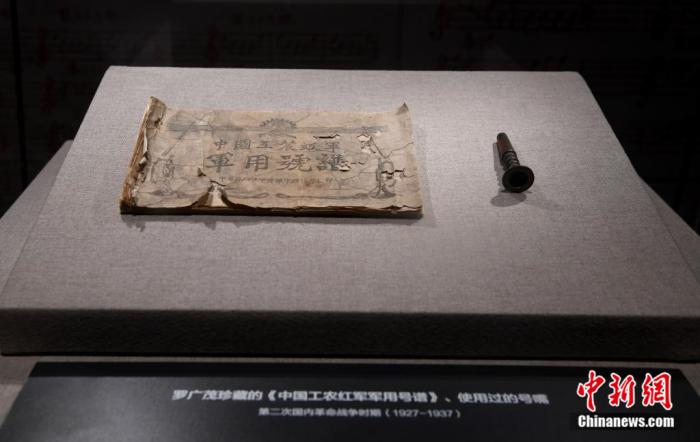 中國工农红军
軍用號譜
罗广茂珍藏的《中国工农红军军用号谱》、使用过的号嘴
第二次国内革命战争时期（1927-1937）
中新网
Chinanews.com